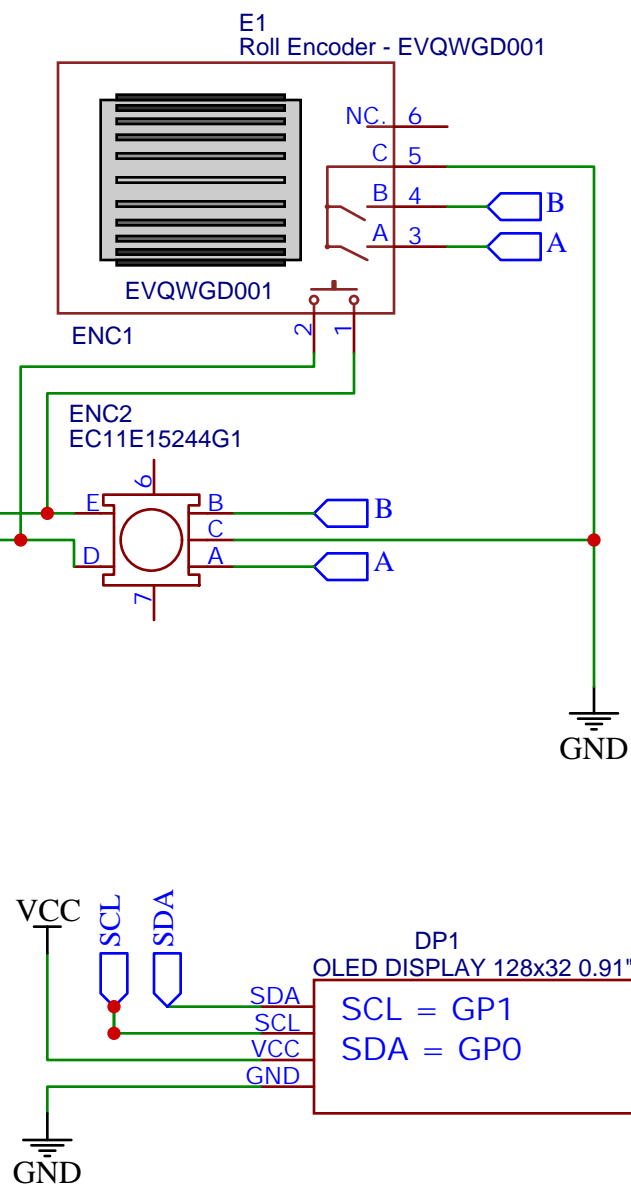 E1
Roll Encoder - EVQWGD001
NC. 6
C 5
B 4 B
A 3 A
EVQWGD001
2 1
ENC1
ENC2
EC11E15244G1
6
E B B
C
D A A
7
GND
VCC SCL SDA
DP1
OLED DISPLAY 128x32 0.91"
SDA SCL = GP1
SCL
VCC SDA = GP0
GND
GND